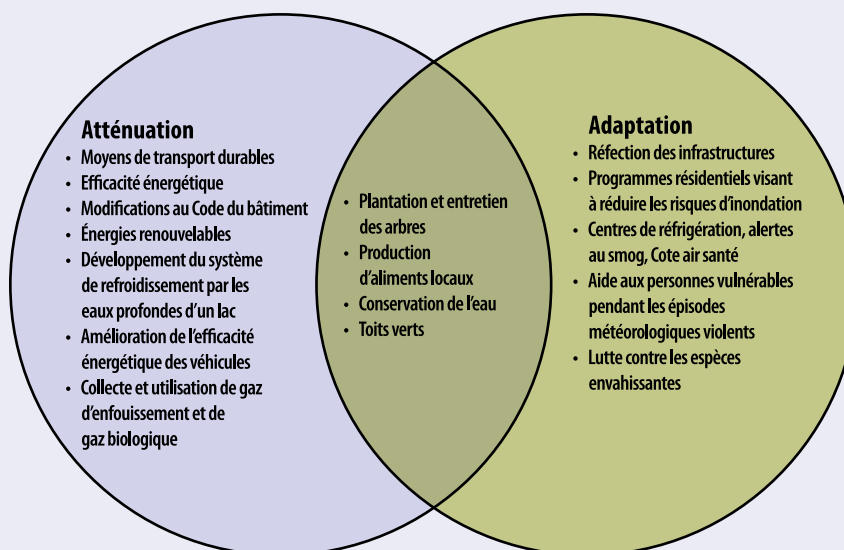 Atténuation
• Moyens de transport durables
• Efficacité énergétique
• Modifications au Code du bâtiment
• Énergies renouvelables
• Développement du système
de refroidissement par les
eaux profondes d'un lac
• Amélioration de l'efficacité
énergétique des véhicules
• Collecte et utilisation de gaz
d'enfouissement et de
gaz biologique
• Plantation et entretien
des arbres
• Production
d'aliments locaux
• Conservation de l'eau
• Toits verts
Adaptation
• Réfection des infrastructures
• Programmes résidentiels visant
à réduire les risques d'inondation
• Centres de réfrigération, alertes
au smog, Cote air santé
• Aide aux personnes vulnérables
pendant les épisodes
météorologiques violents
• Lutte contre les espèces
envahissantes